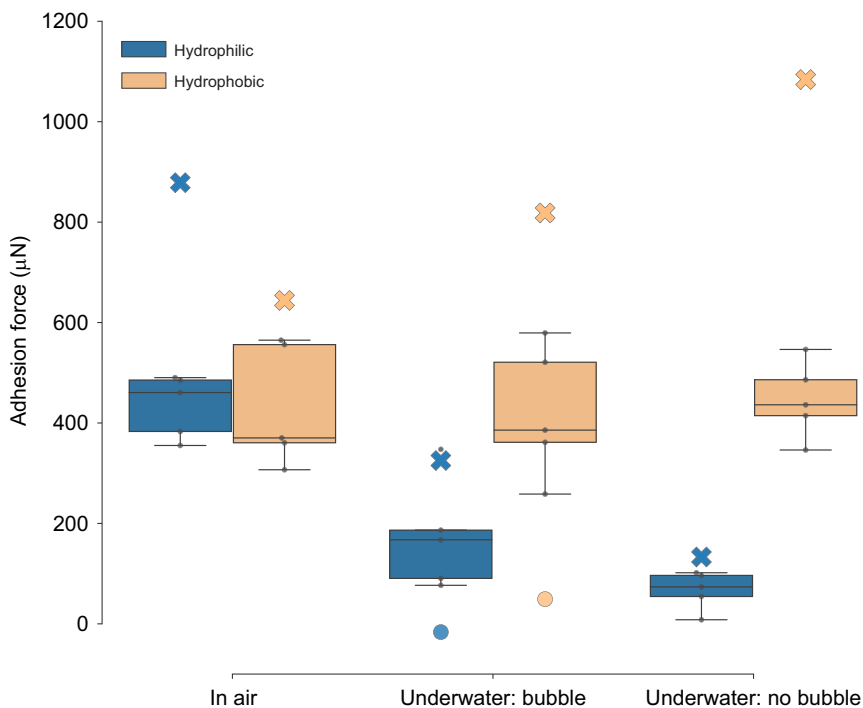 1200
1000
800
600
400
200
0
Adhesion force (μN)
Hydrophilic
Hydrophobic
In air
Underwater: bubble
Underwater: no bubble